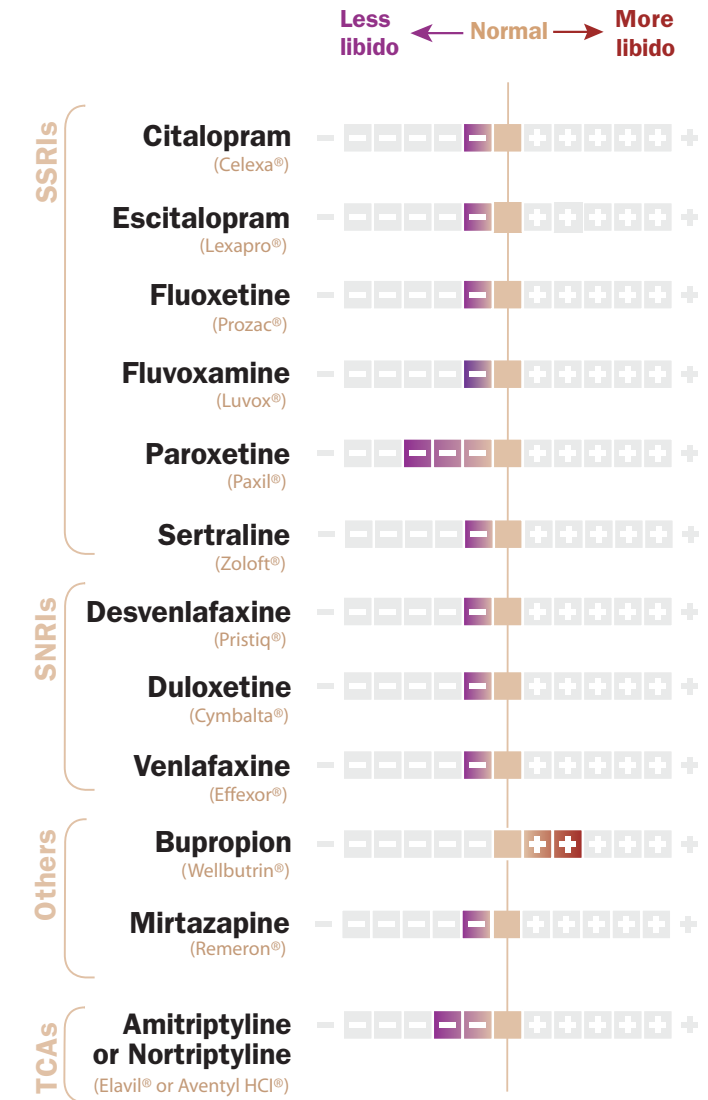 Less libido
Normal
More libido
SSRIs
Citalopram
(Celexa®)
Escitalopram
(Lexapro®)
Fluoxetine
(Prozac®)
Fluvoxamine
(Luvox®)
Paroxetine
(Paxil®)
Sertraline
(Zoloft®)
SNRIs
Desvenlafaxine
(Pristiq®)
Duloxetine
(Cymbalta®)
Venlafaxine
(Effexor®)
Others
Bupropion
(Wellbutrin®)
Mirtazapine
(Remeron®)
TCAs
Amitriptyline
or Nortriptyline
(Elavil® or Aventyl HCl®)